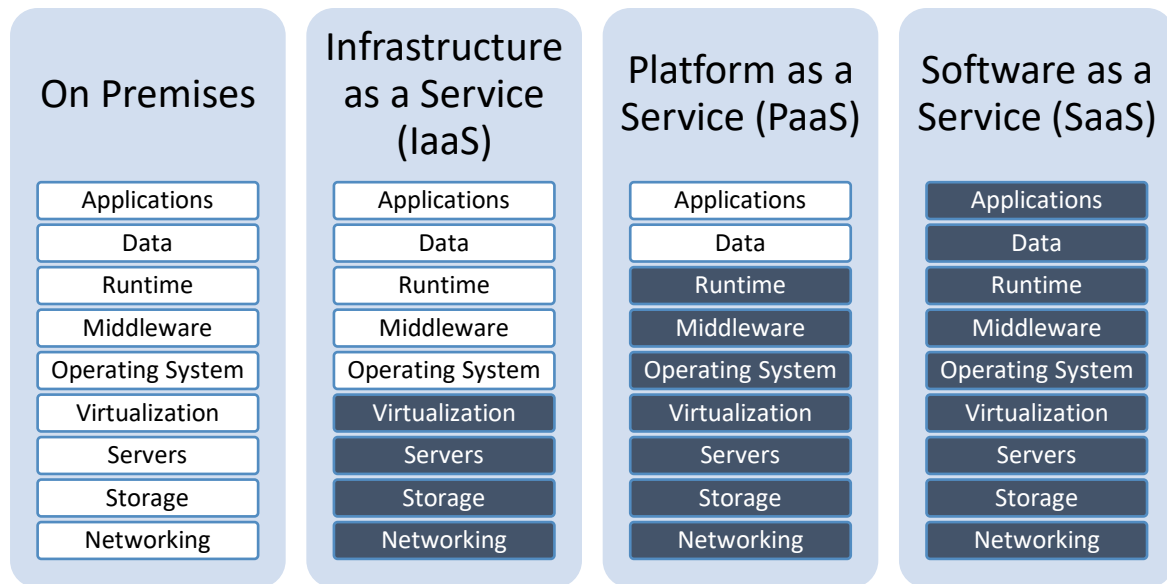 On Premises
Applications
Data
Runtime
Middleware
Operating System
Virtualization
Servers
Storage
Networking
Infrastructure
as a Service
(IaaS)
Applications
Data
Runtime
Middleware
Operating System
Virtualization
Servers
Storage
Networking
Platform as a
Service (PaaS)
Applications
Data
Runtime
Middleware
Operating System
Virtualization
Servers
Storage
Networking
Software as a
Service (SaaS)
Applications
Data
Runtime
Middleware
Operating System
Virtualization
Servers
Storage
Networking